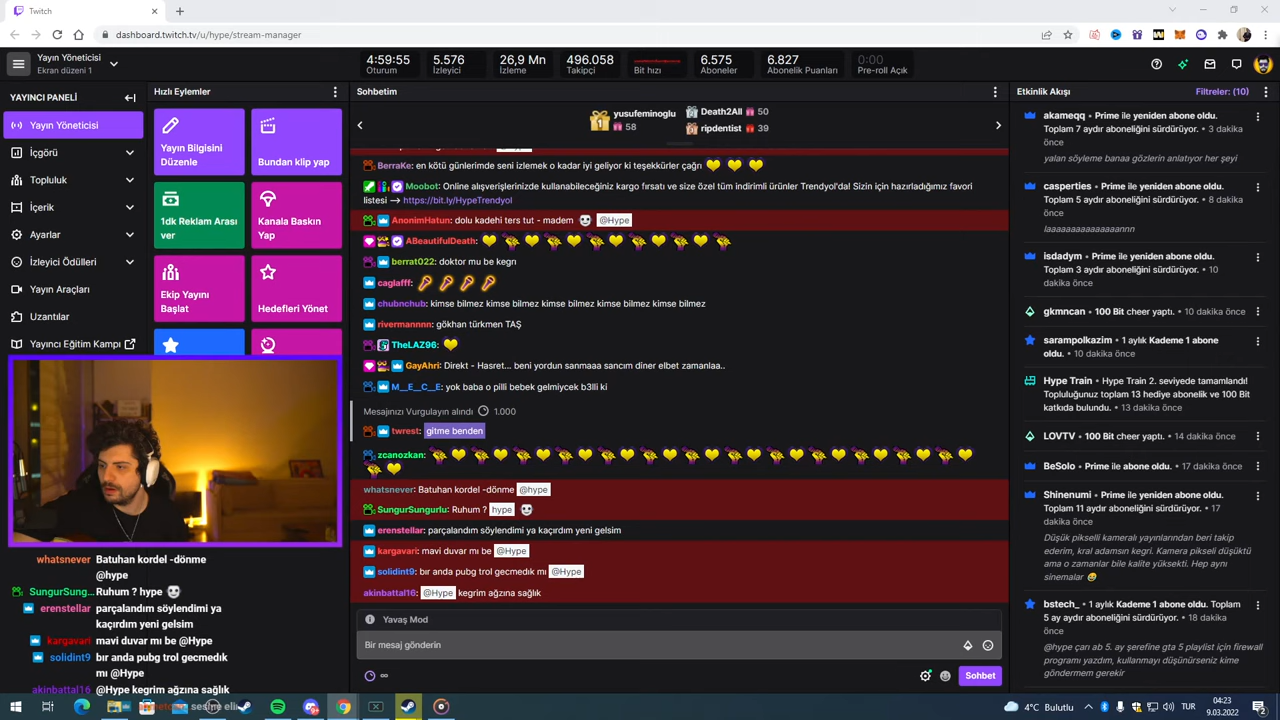 Twitch
dashboard.twitch.tv/u/hype/stream-manager
Yayın Yöneticisi
Ekran düzeni 1
4:59:55
Oturum
5.576
İzleyici
26,9 Mn
İzleme
496.058
Takipçi
Bit hızı
6.575
Aboneler
6.827
Abonelik Puanları
0:00
Pre-roll Açık
YAYINCI PANELİ
Yayın Yöneticisi
İçgörü
Topluluk
İçerik
Ayarlar
İzleyici Ödülleri
Yayın Araçları
Uzantılar
Yayıncı Eğitim Kampı
Hızlı Eylemler
Yayın Bilgisini
Düzenle
Bundan klip yap
1dk Reklam Arası
ver
Kanala Baskın
Yap
Ekip Yayını
Başlat
Hedefleri Yönet
whatsnever Batuhan kordel -dönme
@hype
SungurSung... Ruhum ? hype
erenstellar parçalandım söylendimi ya
kaçırdım yeni gelsim
kargavari mavi duvar mı be @Hype
solidint9 bır anda pubg trol gecmedık
mı @Hype
akinbattal16 @Hype kegrim ağzına sağlık
Sohbetim
yusufeminoglu
58
Death2All 50
ripdentist 39
BerraKe: en kötü günlerimde seni izlemek o kadar iyi geliyor ki teşekkürler çağrı
Moobot: Online alışverişlerinizde kullanabileceğiniz kargo fırsatı ve size özel tüm indirimli ürünler Trendyol'da! Sizin için hazırladığımız favori
listesi --> https://bit.ly/HypeTrendyol
AnonimHatun: dolu kadehi ters tut - madem @Hype
ABeautifulDeath:
berrat022: doktor mu be kegn
caglafff:
chubnchub: kimse bilmez kimse bilmez kimse bilmez kimse bilmez kimse bilmez
rivermannnn: gökhan türkmen TAŞ
TheLAZ96:
GayAhri: Direkt - Hasret... beni yordun sanmaaa sancım diner elbet zamanlaa..
M__E__C__E: yok baba o pilli bebek gelmiycek b3lli ki
Mesajınızı Vurgulayın alındı 1.000
twrest: gitme benden
zcanozkan:
whatsnever: Batuhan kordel -dönme @hype
SungurSungurlu: Ruhum ? hype
erenstellar: parçalandım söylendimi ya kaçırdım yeni gelsim
kargavari: mavi duvar mı be @Hype
solidint9: bır anda pubg trol gecmedık mı @Hype
akinbattal16: @Hype kegrim ağzına sağlık
Yavaş Mod
Bir mesaj gönderin
Sohbet
Etkinlik Akışı
Filtreler: (10)
akameqq • Prime ile yeniden abone oldu.
Toplam 7 aydır aboneliğini sürdürüyor. • 3 dakika
önce
yalan söyleme banaa gözlerin anlatıyor her şeyi
casperties • Prime ile yeniden abone oldu.
Toplam 5 aydır aboneliğini sürdürüyor. • 8 dakika
önce
laaaaaaaaaaaaaaannn
isdadym • Prime ile yeniden abone oldu.
Toplam 3 aydır aboneliğini sürdürüyor. • 10
dakika önce
gkmncan • 100 Bit cheer yaptı. • 10 dakika önce
sarampolkazim • 1 aylık Kademe 1 abone
oldu. • 10 dakika önce
Hype Train • Hype Train 2. seviyede tamamlandı!
Topluluğunuz toplam 13 hediye abonelik ve 100 Bit
katkıda bulundu. • 13 dakika önce
LOVTV • 100 Bit cheer yaptı. • 14 dakika önce
BeSolo • Prime ile abone oldu. • 17 dakika önce
Shinenumi • Prime ile yeniden abone oldu.
Toplam 11 aydır aboneliğini sürdürüyor. • 17
dakika önce
Düşük pikselli kameralı yayınlarından beri takip
ederim, kral adamsın kegri. Kamera pikseli düşüktü
ama o zamanlar bile kalite yüksekti. Hep aynı
sinemalar
bstech_ • 1 aylık Kademe 1 abone oldu. Toplam
5 ay aydır aboneliğini sürdürüyor. • 18 dakika
önce
@hype çarı ab 5. ay şerefine gta 5 playlist için firewall
programı yazdım, kullanmayı düşünürseniz kime
göndermem gerekir
4°C Bulutlu
TUR
04:23
9.03.2022